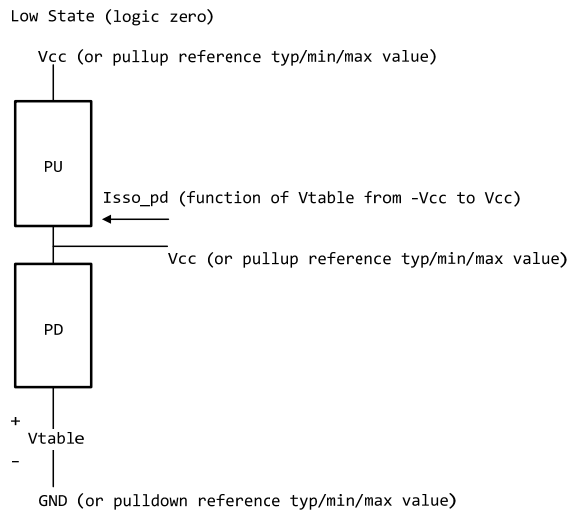 Low State (logic zero)
Vcc (or pullup reference typ/min/max value)
PU
Isso_pd (function of Vtable from -Vcc to Vcc)
Vcc (or pullup reference typ/min/max value)
PD
+
Vtable
-
GND (or pulldown reference typ/min/max value)